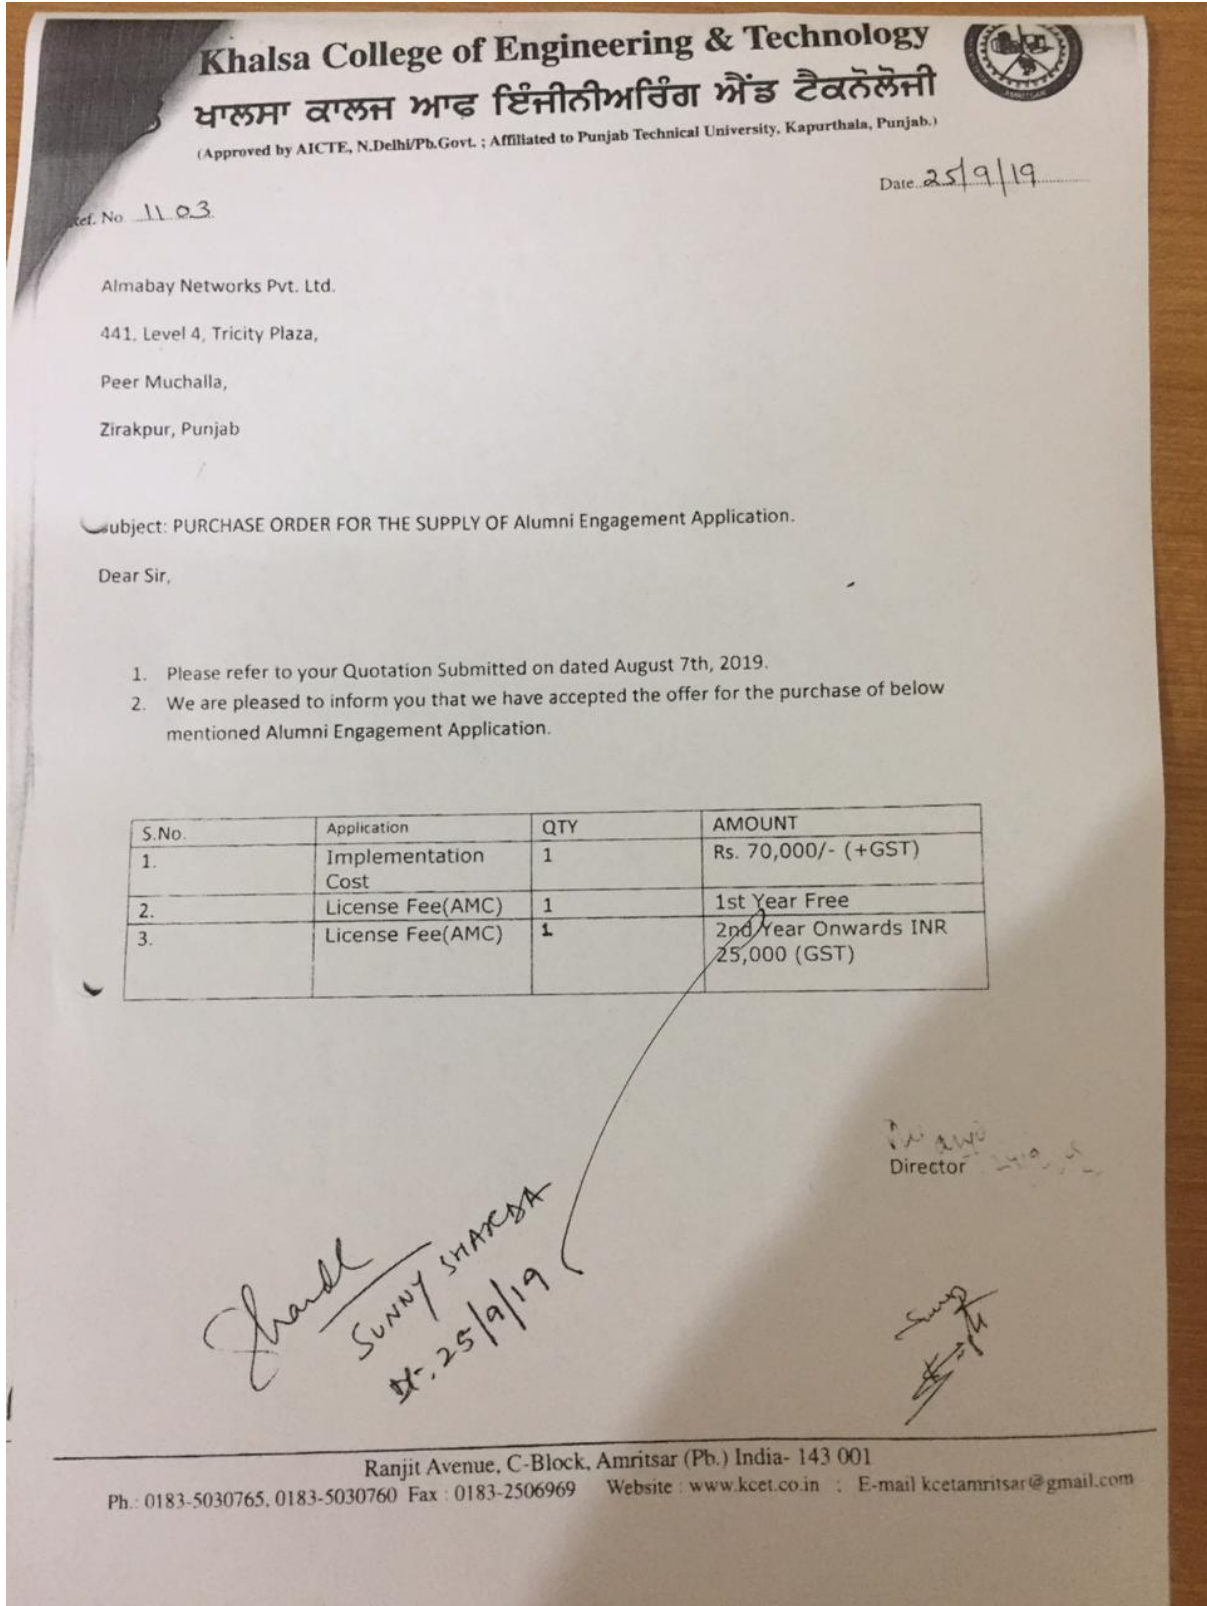 Khalsa College of Engineering & Technology
ਖਾਲਸਾ ਕਾਲਜ ਆਫ ਇੰਜੀਨੀਅਰਿੰਗ ਐਂਡ ਟੈਕਨੋਲੋਜੀ
(Approved by AICTE, N.Delhi/Pb.Govt. ; Affiliated to Punjab Technical University, Kapurthala, Punjab.)
Date 25/9/19
ef. No 1103
Almabay Networks Pvt. Ltd.
441, Level 4, Tricity Plaza,
Peer Muchalla,
Zirakpur, Punjab
ubject: PURCHASE ORDER FOR THE SUPPLY OF Alumni Engagement Application.
Dear Sir,
1. Please refer to your Quotation Submitted on dated August 7th, 2019.
2. We are pleased to inform you that we have accepted the offer for the purchase of below
mentioned Alumni Engagement Application.
S.No. Application QTY AMOUNT
1. Implementation 1 Rs. 70,000/- (+GST)
Cost
2. License Fee(AMC) 1 1st Year Free
3. License Fee(AMC) 1 2nd Year Onwards INR
25,000 (GST)
Director
SUNNY SHARDA
Dt. 25/9/19
Ranjit Avenue, C-Block, Amritsar (Pb.) India- 143 001
Ph.: 0183-5030765, 0183-5030760 Fax : 0183-2506969 Website : www.kcet.co.in : E-mail kcetamritsar@gmail.com